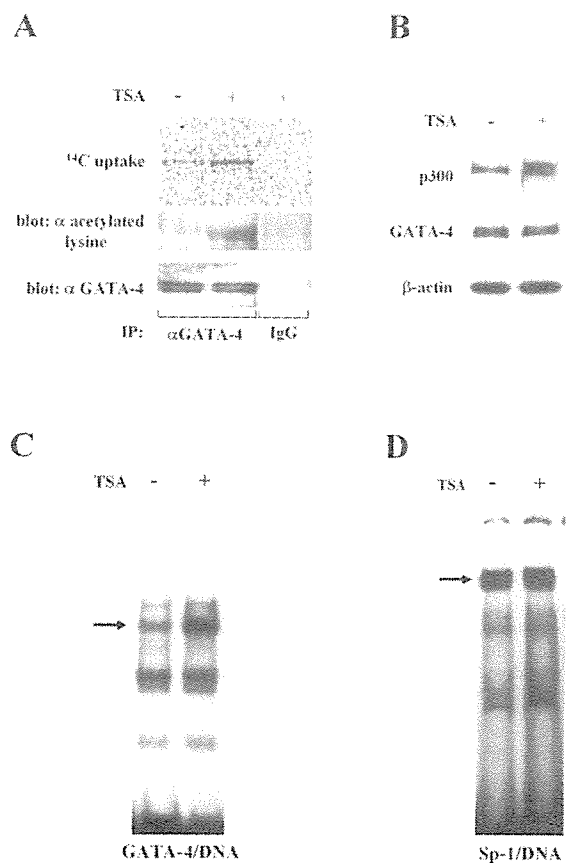 A
TSA - + +
¹⁴C uptake
blot: α acetylated
lysine
blot: α GATA-4
IP: αGATA-4 IgG
B
TSA - +
p300
GATA-4
β-actin
C
TSA - +
GATA-4/DNA
D
TSA - +
Sp-1/DNA